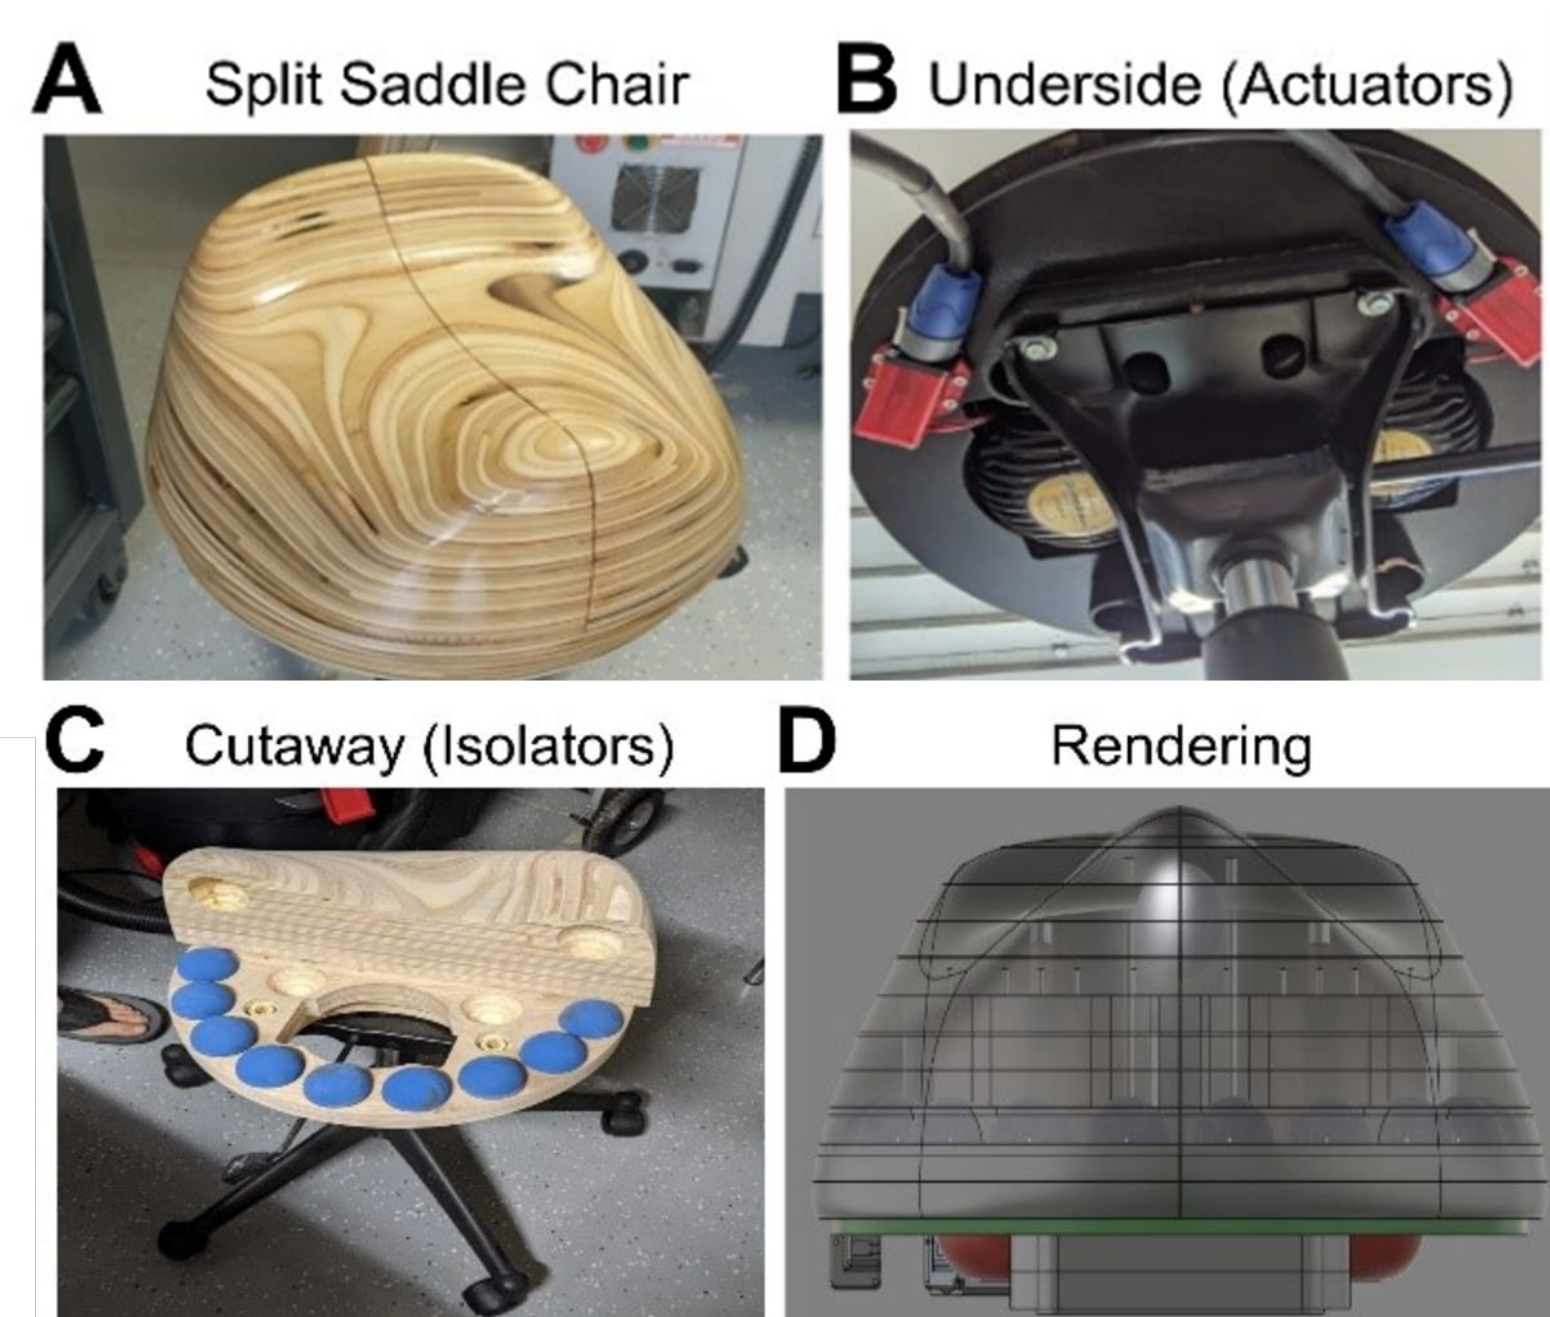 A Split Saddle Chair
B Underside (Actuators)
C Cutaway (Isolators)
D Rendering